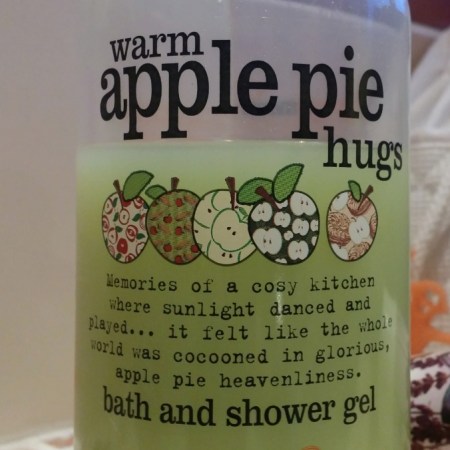 warm
apple pie
hugs
Memories of a cosy kitchen
where sunlight danced and
played... it felt like the whole
world was cocooned in glorious,
apple pie heavenliness.
bath and shower gel